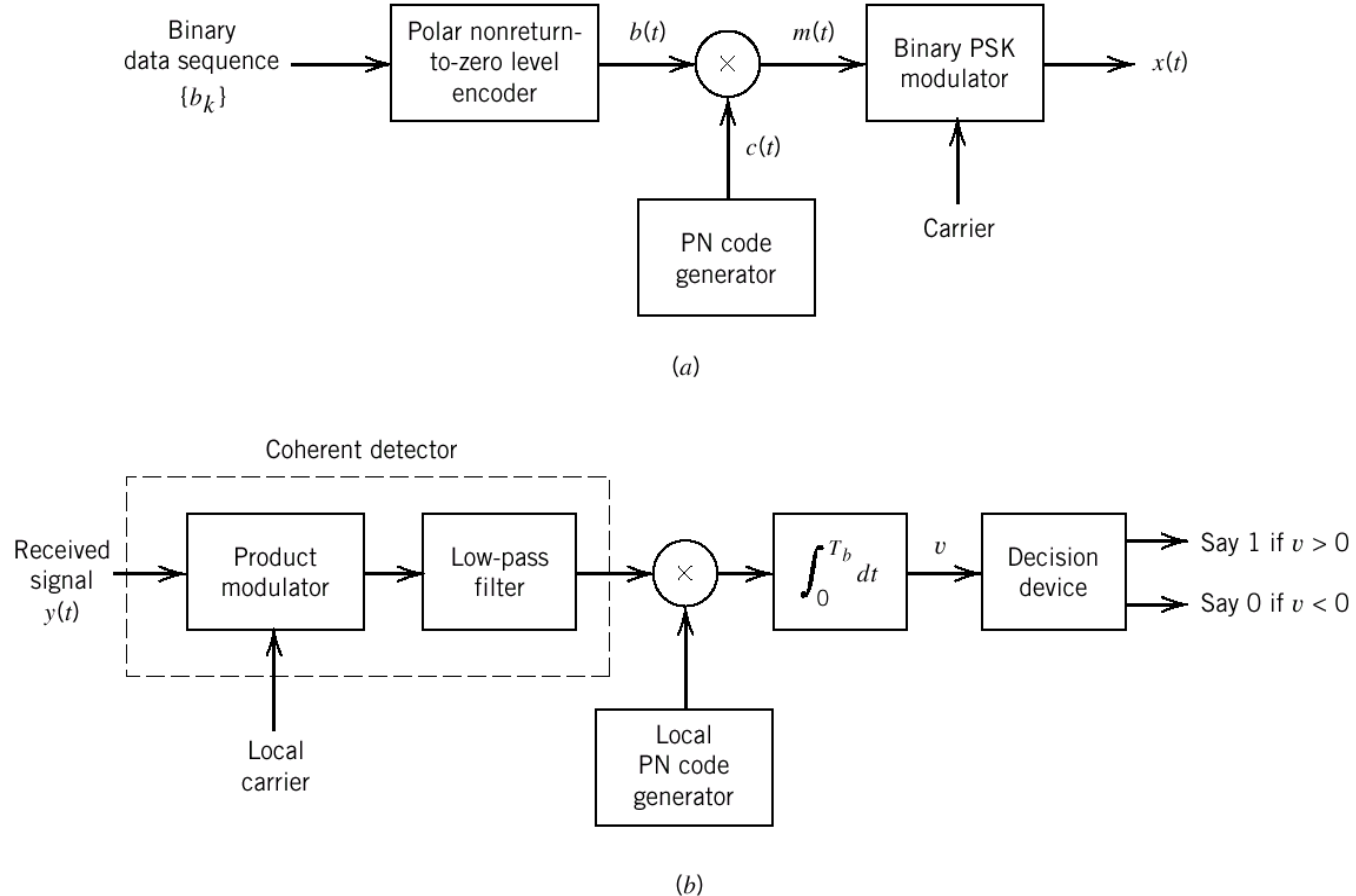 Binary
data sequence
{b_k}
Polar nonreturn-
to-zero level
encoder
b(t)
×
m(t)
Binary PSK
modulator
x(t)
c(t)
PN code
generator
Carrier
(a)
Coherent detector
Received
signal
y(t)
Product
modulator
Low-pass
filter
×
∫_0^{T_b} dt
v
Decision
device
Say 1 if v > 0
Say 0 if v < 0
Local
carrier
Local
PN code
generator
(b)